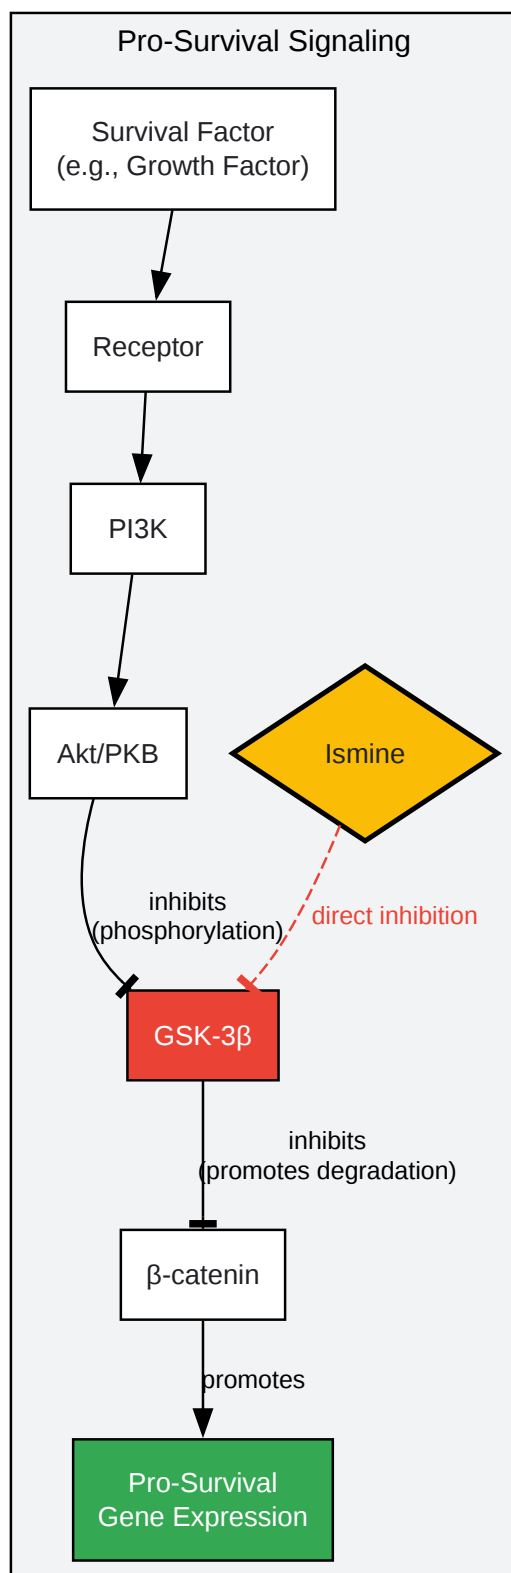 Pro-Survival Signaling
Survival Factor
(e.g., Growth Factor)
Receptor
PI3K
Akt/PKB
Ismine
inhibits
(phosphorylation)
direct inhibition
GSK-3β
inhibits
(promotes degradation)
β-catenin
promotes
Pro-Survival
Gene Expression